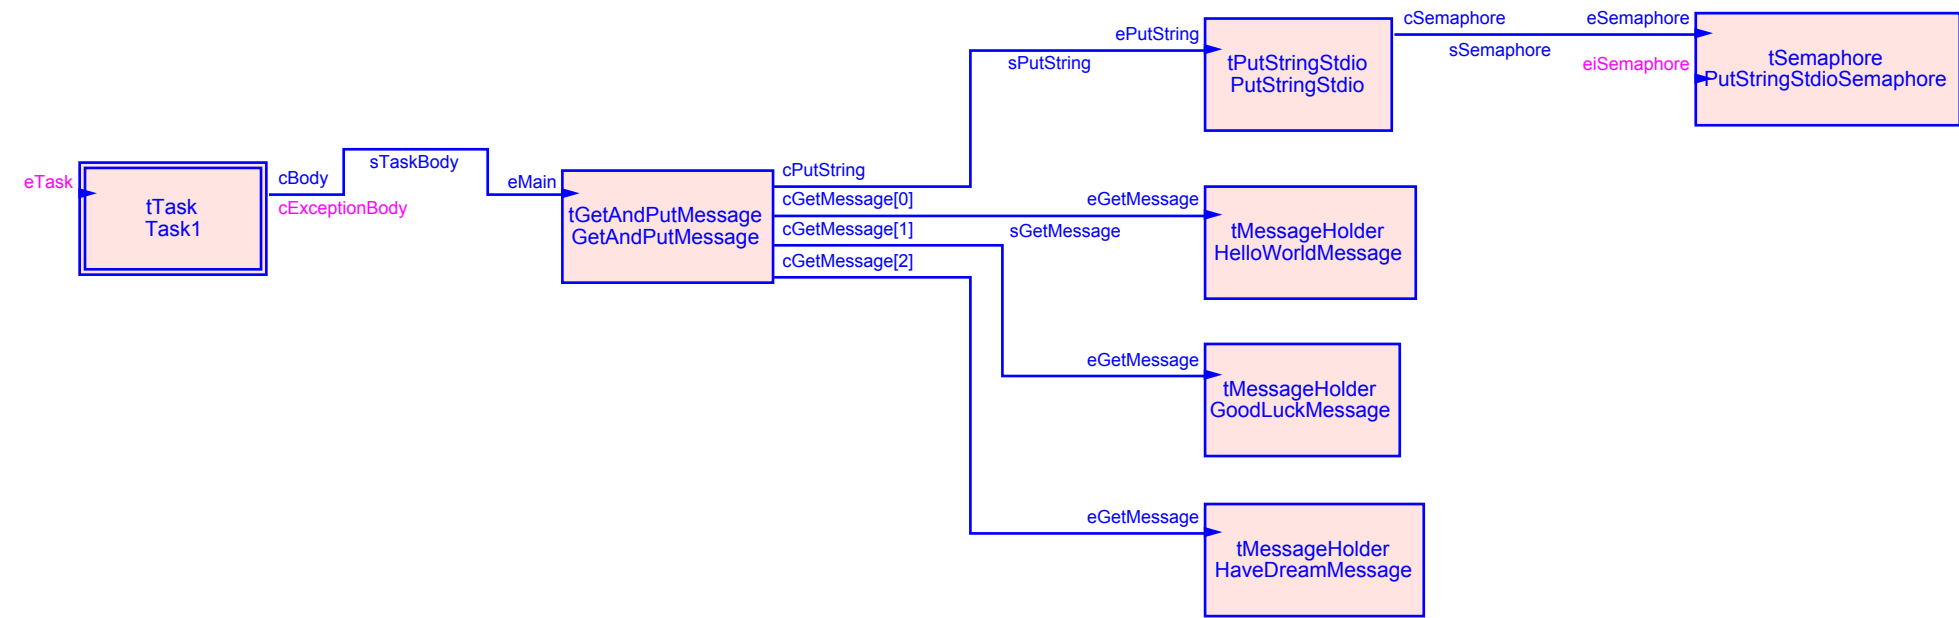 eTask
tTask
Task1
cBody
cExceptionBody
sTaskBody
eMain
tGetAndPutMessage
GetAndPutMessage
cPutString
cGetMessage[0]
cGetMessage[1]
cGetMessage[2]
sPutString
ePutString
tPutStringStdio
PutStringStdio
cSemaphore
sSemaphore
eSemaphore
eiSemaphore
tSemaphore
PutStringStdioSemaphore
sGetMessage
eGetMessage
tMessageHolder
HelloWorldMessage
eGetMessage
tMessageHolder
GoodLuckMessage
eGetMessage
tMessageHolder
HaveDreamMessage